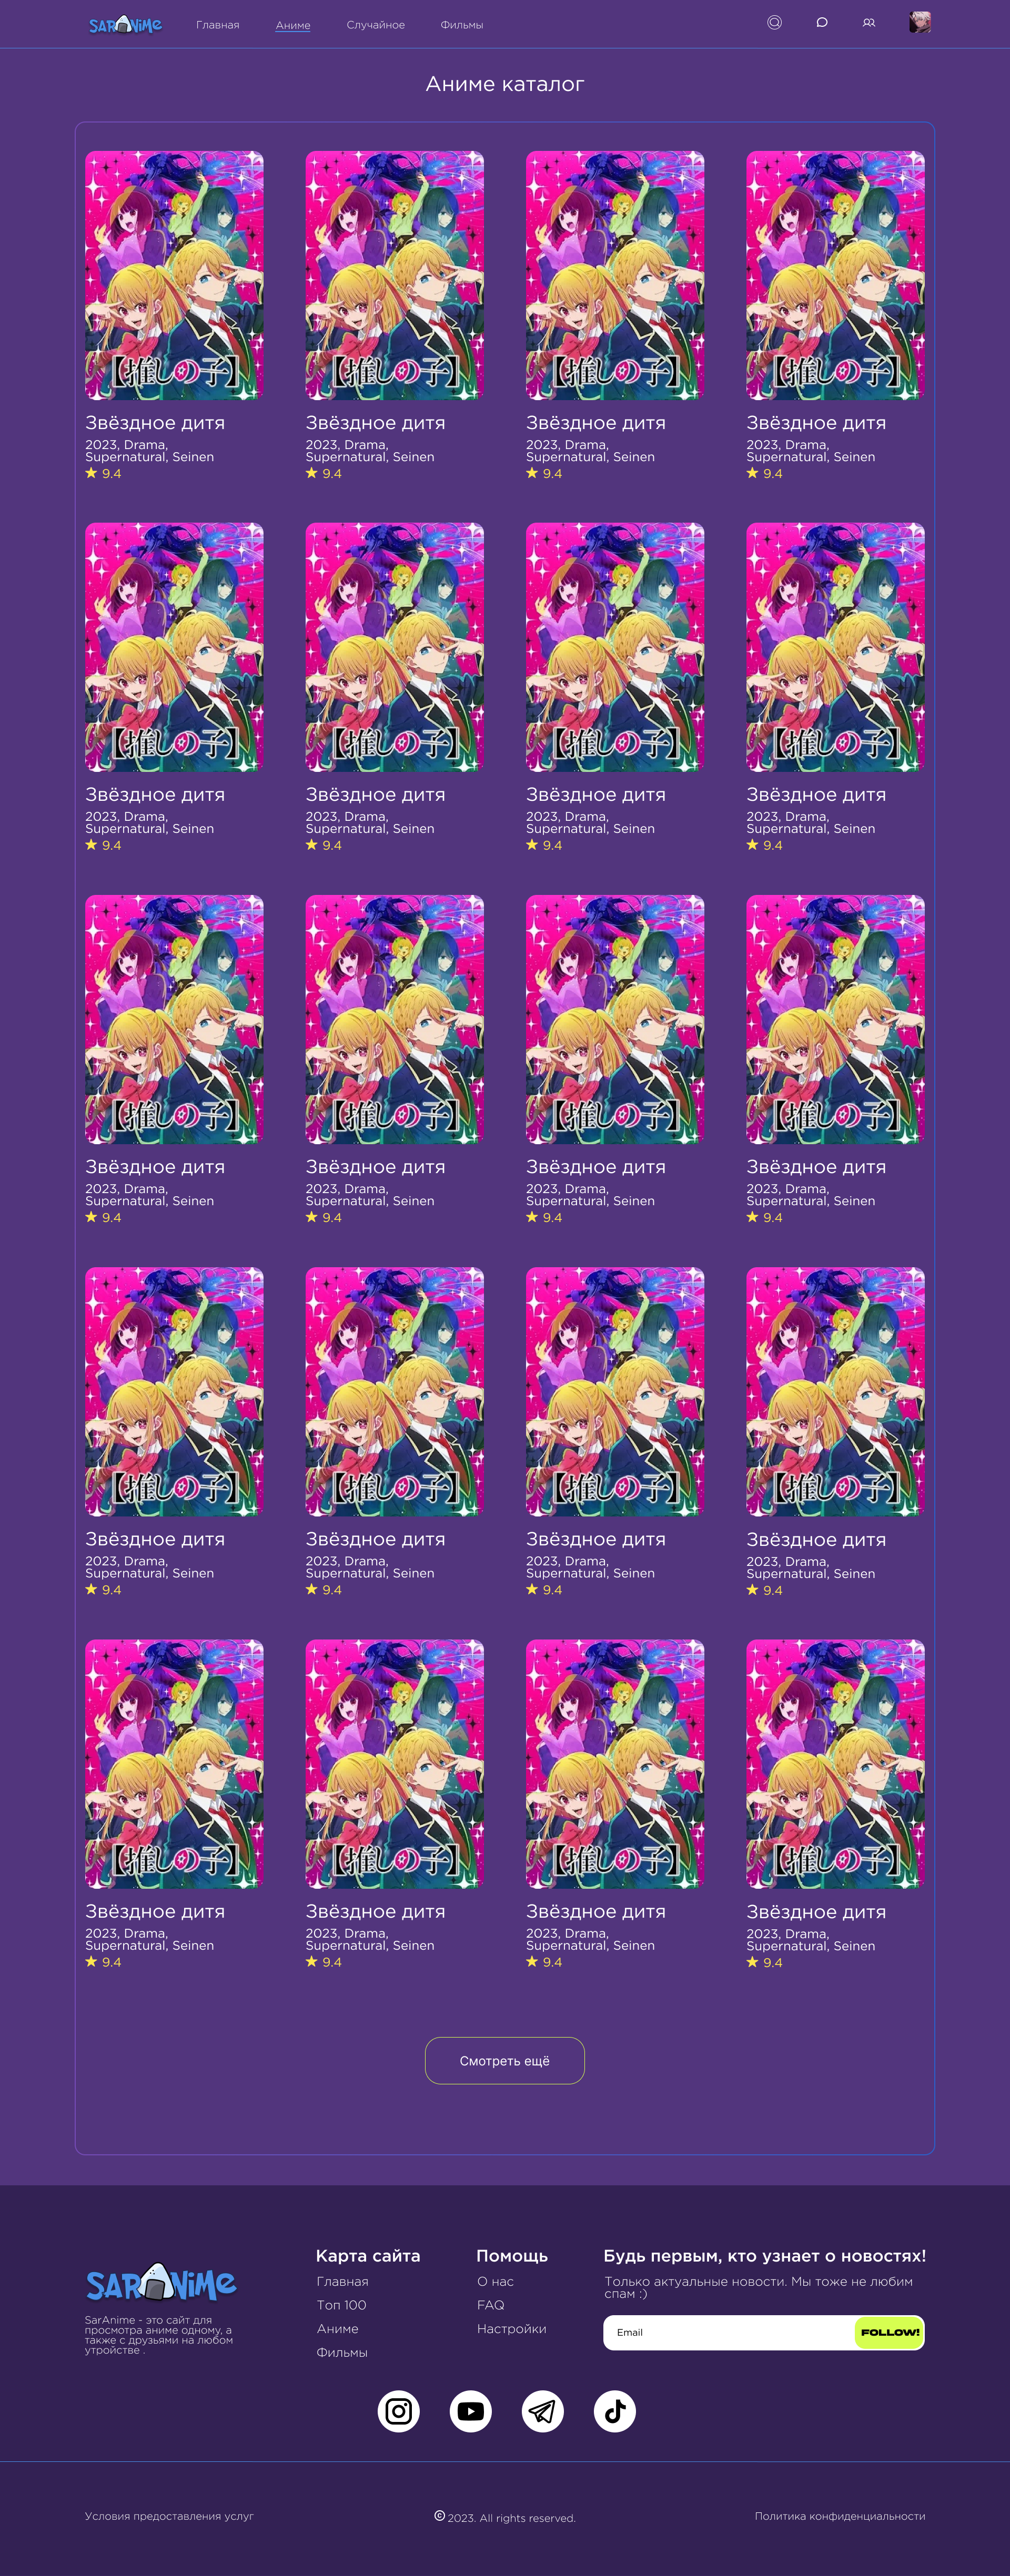 SARANiME
Главная
Аниме
Случайное
Фильмы
Аниме каталог
【推しの子】
【推しの子】
【推しの子】
【推しの子】
Звёздное дитя
Звёздное дитя
Звёздное дитя
Звёздное дитя
2023, Drama,
Supernatural, Seinen
2023, Drama,
Supernatural, Seinen
2023, Drama,
Supernatural, Seinen
2023, Drama,
Supernatural, Seinen
★ 9.4
★ 9.4
★ 9.4
★ 9.4
【推しの子】
【推しの子】
【推しの子】
【推しの子】
Звёздное дитя
Звёздное дитя
Звёздное дитя
Звёздное дитя
2023, Drama,
Supernatural, Seinen
2023, Drama,
Supernatural, Seinen
2023, Drama,
Supernatural, Seinen
2023, Drama,
Supernatural, Seinen
★ 9.4
★ 9.4
★ 9.4
★ 9.4
【推しの子】
【推しの子】
【推しの子】
【推しの子】
Звёздное дитя
Звёздное дитя
Звёздное дитя
Звёздное дитя
2023, Drama,
Supernatural, Seinen
2023, Drama,
Supernatural, Seinen
2023, Drama,
Supernatural, Seinen
2023, Drama,
Supernatural, Seinen
★ 9.4
★ 9.4
★ 9.4
★ 9.4
【推しの子】
【推しの子】
【推しの子】
【推しの子】
Звёздное дитя
Звёздное дитя
Звёздное дитя
Звёздное дитя
2023, Drama,
Supernatural, Seinen
2023, Drama,
Supernatural, Seinen
2023, Drama,
Supernatural, Seinen
2023, Drama,
Supernatural, Seinen
★ 9.4
★ 9.4
★ 9.4
★ 9.4
【推しの子】
【推しの子】
【推しの子】
【推しの子】
Звёздное дитя
Звёздное дитя
Звёздное дитя
Звёздное дитя
2023, Drama,
Supernatural, Seinen
2023, Drama,
Supernatural, Seinen
2023, Drama,
Supernatural, Seinen
2023, Drama,
Supernatural, Seinen
★ 9.4
★ 9.4
★ 9.4
★ 9.4
Смотреть ещё
SARANiME
SarAnime - это сайт для
просмотра аниме одному, а
также с друзьями на любом
утройстве .
Карта сайта
Главная
Топ 100
Аниме
Фильмы
Помощь
О нас
FAQ
Настройки
Будь первым, кто узнает о новостях!
Только актуальные новости. Мы тоже не любим
спам :)
Email
FOLLOW!
Условия предоставления услуг
© 2023. All rights reserved.
Политика конфиденциальности